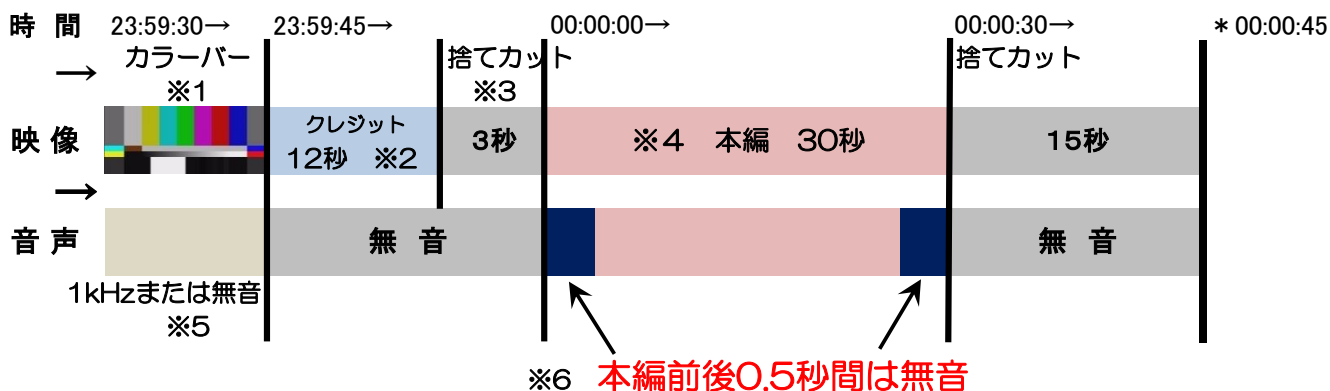 時 間 23:59:30→ 23:59:45→ 00:00:00→ 00:00:30→ ＊00:00:45
→ カラーバー 捨てカット 捨てカット
※1 ※3
映 像 クレジット 12秒 ※2 3秒 ※4 本編 30秒 15秒
→
音 声 無 音 無 音
1kHzまたは無音
※5
※6 本編前後0.5秒間は無音